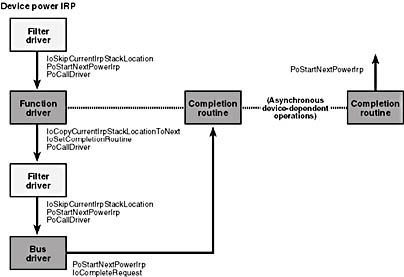 Device power IRP
Filter
driver
IoSkipCurrentIrpStackLocation
PoStartNextPowerIrp
PoCallDriver
PoStartNextPowerIrp
Function
driver
Completion
routine
(Asynchronous
device-dependent
operations)
Completion
routine
IoCopyCurrentIrpStackLocationToNext
IoSetCompletionRoutine
PoCallDriver
Filter
driver
IoSkipCurrentIrpStackLocation
PoStartNextPowerIrp
PoCallDriver
Bus
driver
PoStartNextPowerIrp
IoCompleteRequest